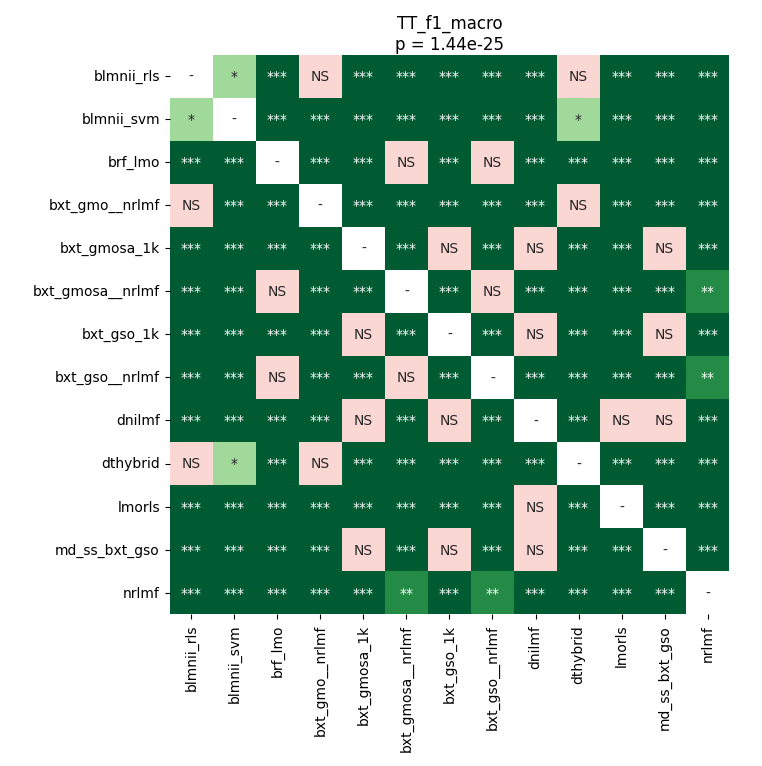 TT_f1_macro
p = 1.44e-25
blmnii_rls - * *** NS *** *** *** *** *** NS *** *** ***
blmnii_svm * - *** *** *** *** *** *** *** * *** *** ***
brf_lmo *** *** - *** *** NS *** NS *** *** *** *** ***
bxt_gmo__nrlmf NS *** *** - *** *** *** *** *** NS *** *** ***
bxt_gmosa_1k *** *** *** *** - *** NS *** NS *** *** NS ***
bxt_gmosa__nrlmf *** *** NS *** *** - *** NS *** *** *** *** **
bxt_gso_1k *** *** *** *** NS *** - *** NS *** *** NS ***
bxt_gso__nrlmf *** *** NS *** *** NS *** - *** *** *** *** **
dnilmf *** *** *** *** NS *** NS *** - *** NS NS ***
dthybrid NS * *** NS *** *** *** *** *** - *** *** ***
lmorls *** *** *** *** *** *** *** *** NS *** - *** ***
md_ss_bxt_gso *** *** *** *** NS *** NS *** NS *** *** - ***
nrlmf *** *** *** *** *** ** *** ** *** *** *** *** -
blmnii_rls
blmnii_svm
brf_lmo
bxt_gmo__nrlmf
bxt_gmosa_1k
bxt_gmosa__nrlmf
bxt_gso_1k
bxt_gso__nrlmf
dnilmf
dthybrid
lmorls
md_ss_bxt_gso
nrlmf